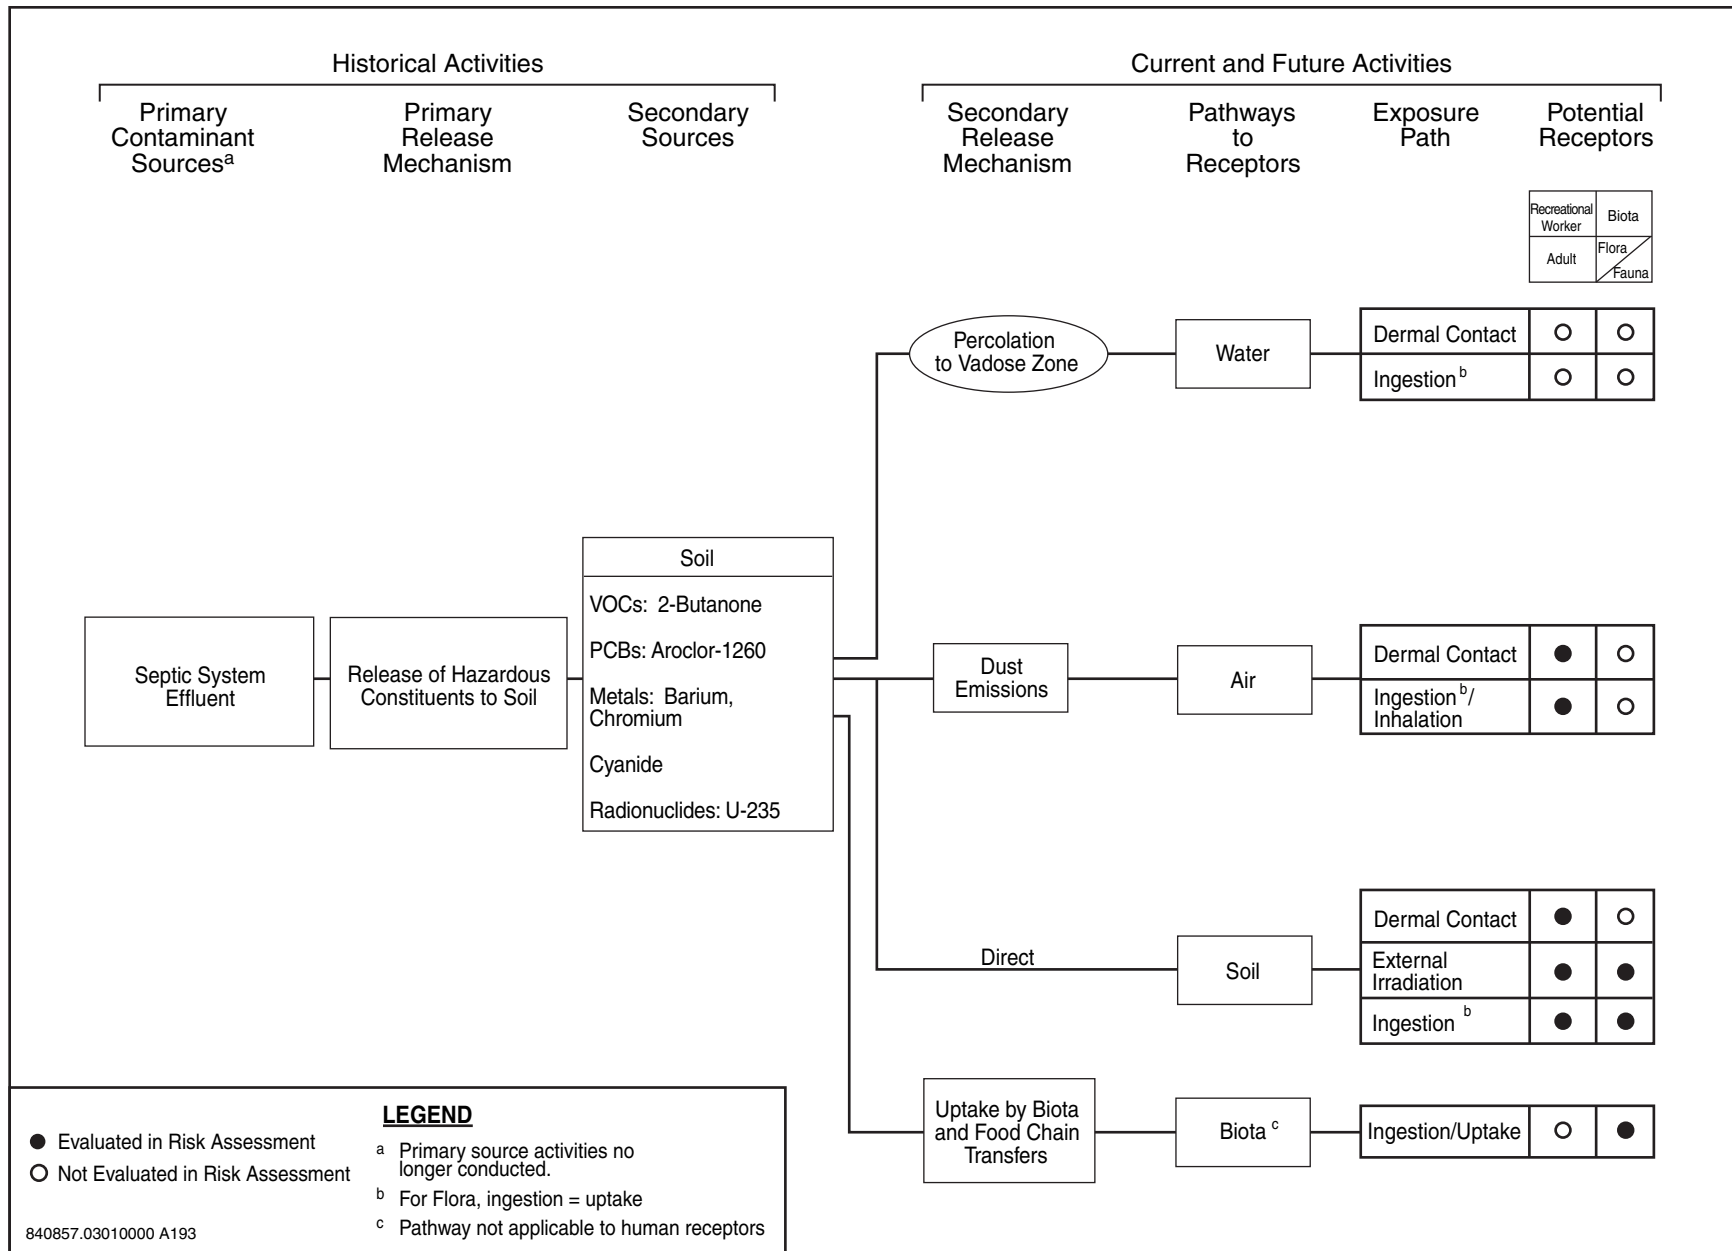 Historical Activities
Current and Future Activities
Primary
Contaminant
Sourcesᵃ
Primary
Release
Mechanism
Secondary
Sources
Secondary
Release
Mechanism
Pathways
to
Receptors
Exposure
Path
Potential
Receptors
Recreational
Worker
Biota
Adult
Flora
Fauna
Percolation
to Vadose Zone
Water
Dermal Contact
Ingestion ᵇ
Soil
VOCs: 2-Butanone
PCBs: Aroclor-1260
Metals: Barium,
Chromium
Cyanide
Radionuclides: U-235
Septic System
Effluent
Release of Hazardous
Constituents to Soil
Dust
Emissions
Air
Dermal Contact
Ingestion ᵇ/
Inhalation
Direct
Soil
Dermal Contact
External
Irradiation
Ingestion ᵇ
Uptake by Biota
and Food Chain
Transfers
Biota ᶜ
Ingestion/Uptake
LEGEND
Evaluated in Risk Assessment
Not Evaluated in Risk Assessment
ᵃ Primary source activities no
longer conducted.
ᵇ For Flora, ingestion = uptake
ᶜ Pathway not applicable to human receptors
840857.03010000 A193